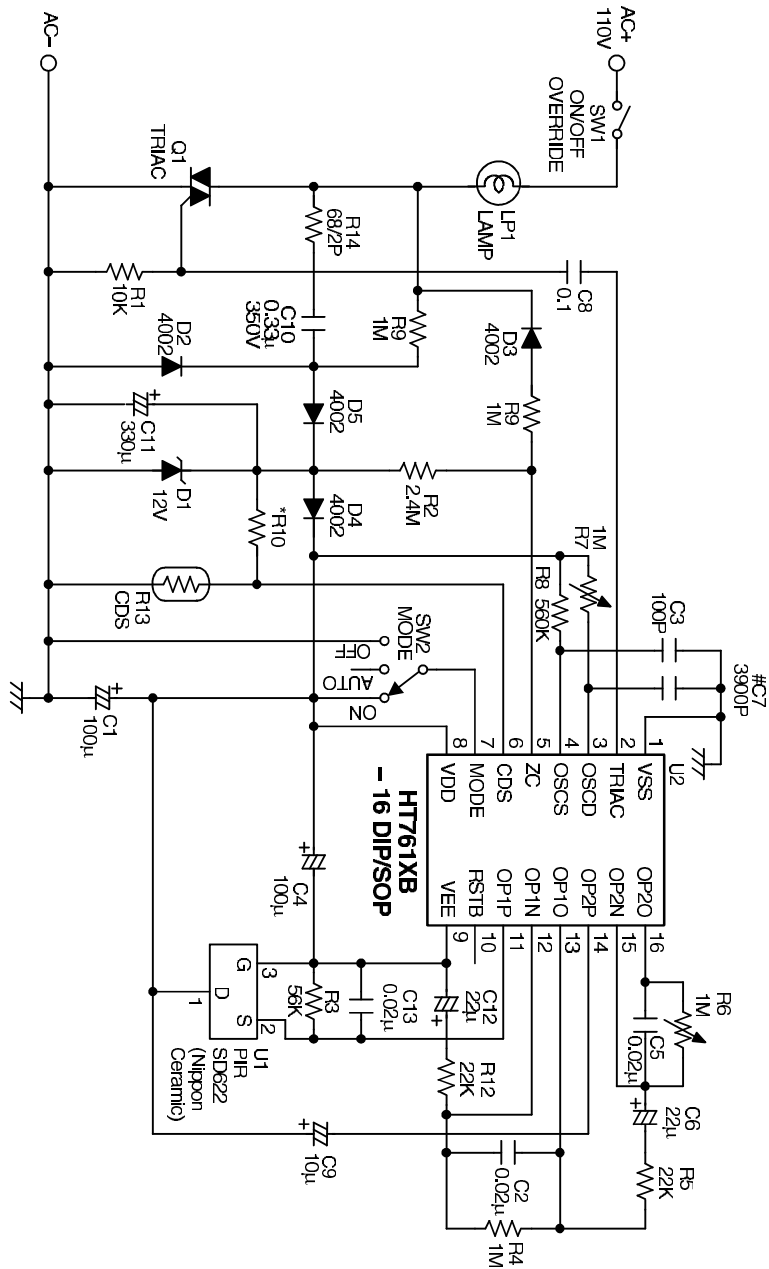 AC+
110V
SW1
ON/OFF
OVERRIDE
AC–
LP1
LAMP
Q1
TRIAC
R14
68/2P
C10
0.33µ
350V
R9
1M
D3
4002
R9
1M
C8
0.1
R1
10K
D2
4002
D5
4002
R2
2.4M
C11
330µ
+
D1
12V
D4
4002
*R10
R13
CDS
1M
R7
R8
560K
C3
100P
#C7
3900P
SW2
MODE
OFF
AUTO
ON
C1
100µ
+
U2
1
2
3
4
5
6
7
8
VSS
TRIAC
OSCD
OSCS
ZC
CDS
MODE
VDD
HT761XB
– 16 DIP/SOP
OP2O
OP2N
OP2P
OP1O
OP1N
OP1P
RSTB
VEE
16
15
14
13
12
11
10
9
C4
100µ
+
G
D
S
3
1
2
U1
PIR
SD622
(Nippon
Ceramic)
R3
56K
C13
0.02µ
C12
22µ
+
R12
22K
R6
1M
C5
0.02µ
C6
22µ
+
R5
22K
C9
10µ
+
C2
0.02µ
R4
1M